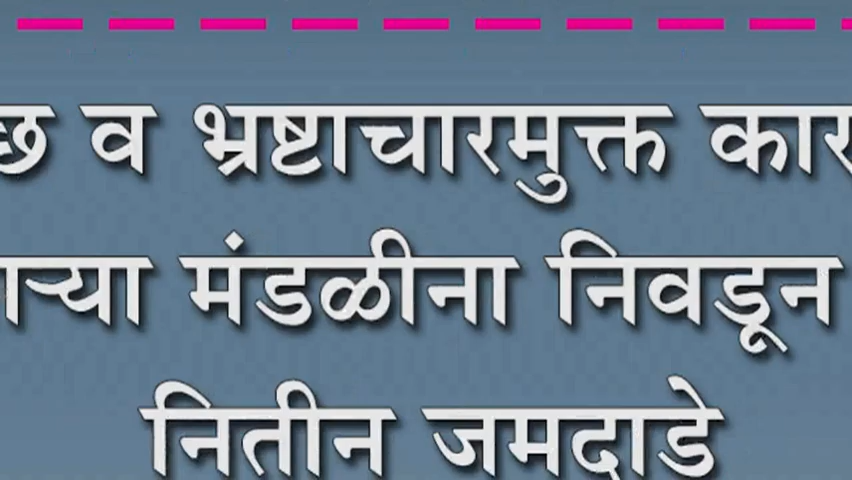 व भ्रष्टाचारमुक्त
मंडळीना निवडून
नितीन जमदाडे